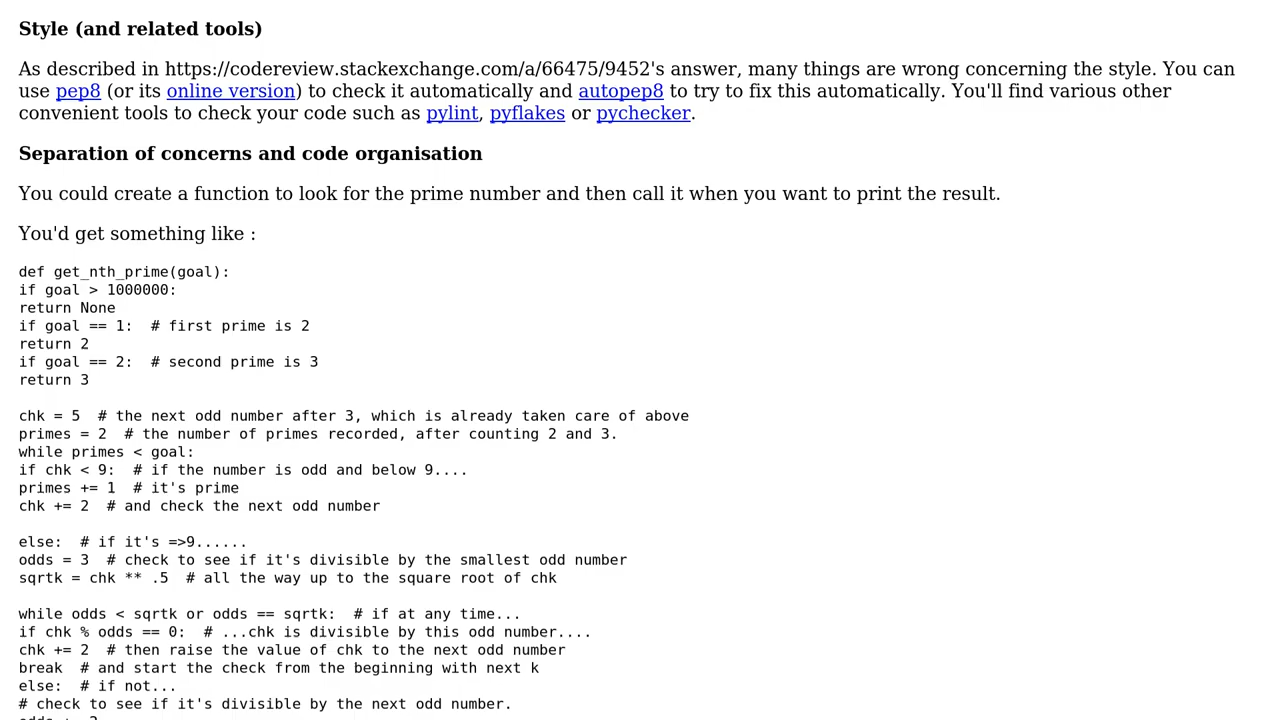 Style (and related tools)
As described in https://codereview.stackexchange.com/a/66475/9452's answer, many things are wrong concerning the style. You can
use pep8 (or its online version) to check it automatically and autopep8 to try to fix this automatically. You'll find various other
convenient tools to check your code such as pylint, pyflakes or pychecker.
Separation of concerns and code organisation
You could create a function to look for the prime number and then call it when you want to print the result.
You'd get something like :
def get_nth_prime(goal):
if goal > 1000000:
return None
if goal == 1:  # first prime is 2
return 2
if goal == 2:  # second prime is 3
return 3
chk = 5  # the next odd number after 3, which is already taken care of above
primes = 2  # the number of primes recorded, after counting 2 and 3.
while primes < goal:
if chk < 9:  # if the number is odd and below 9....
primes += 1  # it's prime
chk += 2  # and check the next odd number
else:  # if it's =>9......
odds = 3  # check to see if it's divisible by the smallest odd number
sqrtk = chk ** .5  # all the way up to the square root of chk
while odds < sqrtk or odds == sqrtk:  # if at any time...
if chk % odds == 0:  # ...chk is divisible by this odd number....
chk += 2  # then raise the value of chk to the next odd number
break  # and start the check from the beginning with next k
else:  # if not...
# check to see if it's divisible by the next odd number.